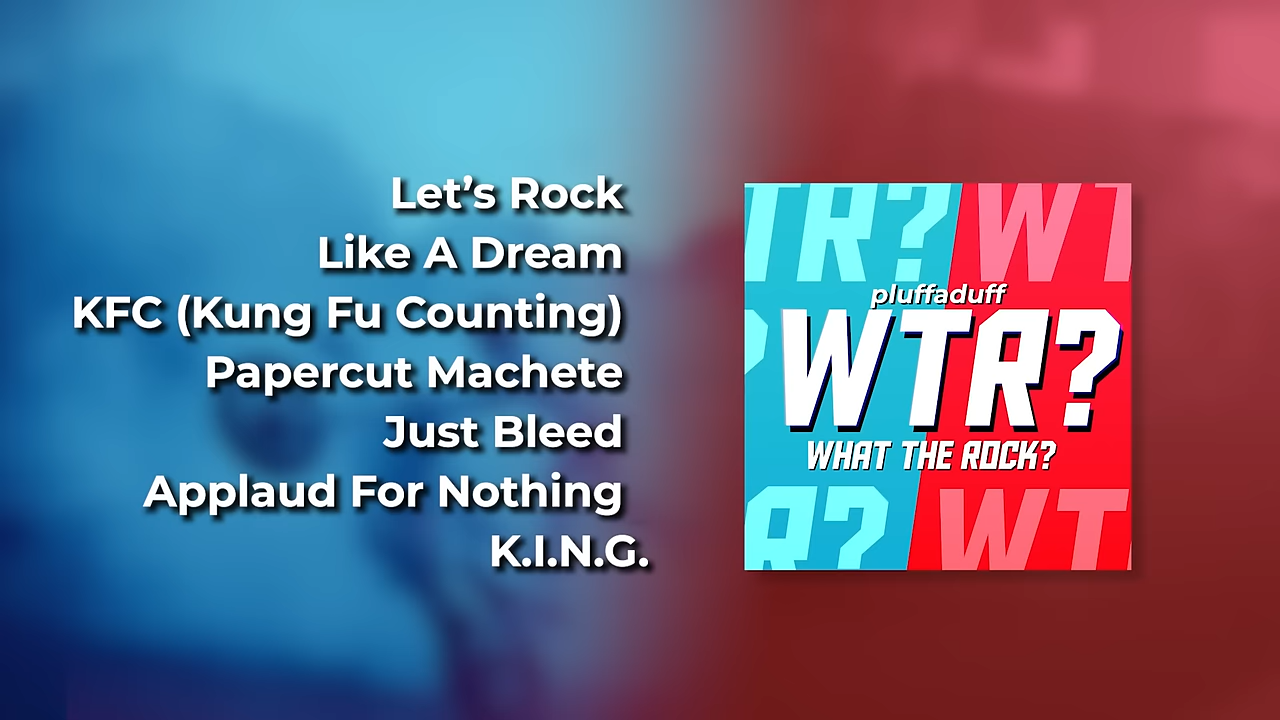 Let’s Rock
Like A Dream
KFC (Kung Fu Counting)
Papercut Machete
Just Bleed
Applaud For Nothing
K.I.N.G.
TR? WT
pluffaduff
WTR?
WHAT THE ROCK?
R? WT